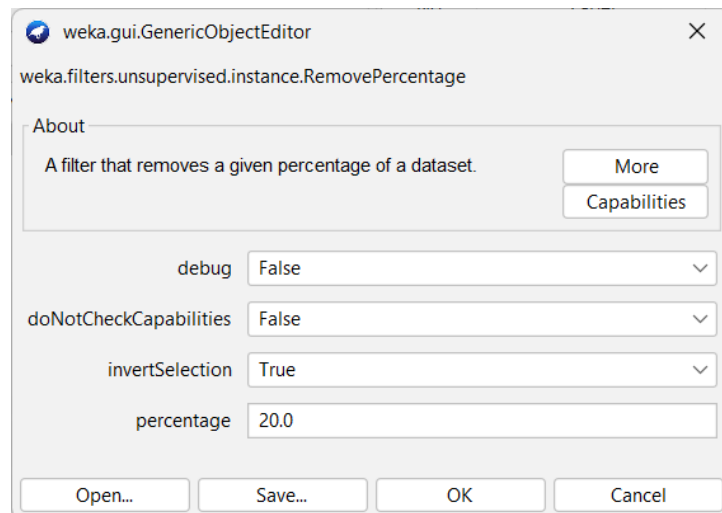 weka.gui.GenericObjectEditor
weka.filters.unsupervised.instance.RemovePercentage
About
A filter that removes a given percentage of a dataset.
More
Capabilities
debug False
doNotCheckCapabilities False
invertSelection True
percentage 20.0
Open... Save... OK Cancel